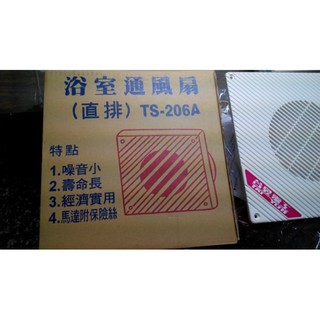 浴室通風扇
(直排) TS-206A
特點
1.噪音小
2.壽命長
3.經濟實用
4.馬達附保險絲